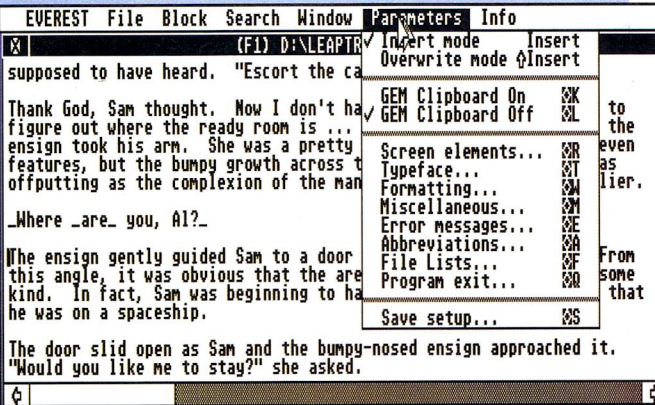 EVEREST File Block Search Window Parameters Info
(F1) D:\LEAPTR
supposed to have heard. "Escort the ca
Thank God, Sam thought. Now I don't ha to
figure out where the ready room is ... the
ensign took his arm. She was a pretty even
features, but the bumpy growth across t as
offputting as the complexion of the man lier.
_Where _are_ you, Al?_
The ensign gently guided Sam to a door From
this angle, it was obvious that the are some
kind. In fact, Sam was beginning to ha that
he was on a spaceship.
The door slid open as Sam and the bumpy-nosed ensign approached it.
"Would you like me to stay?" she asked.
✓ Insert mode Insert
Overwrite mode ⇧Insert
GEM Clipboard On K
✓ GEM Clipboard Off L
Screen elements... R
Typeface... T
Formatting... W
Miscellaneous... M
Error messages... E
Abbreviations... A
File Lists... F
Program exit... Q
Save setup... S